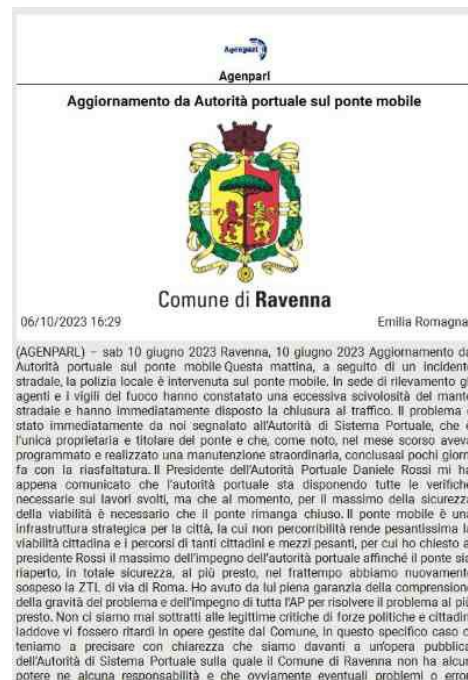 Agenparl
Agenparl
Aggiornamento da Autorità portuale sul ponte mobile
Comune di Ravenna
06/10/2023 16:29
Emilia Romagna
(AGENPARL) – sab 10 giugno 2023 Ravenna, 10 giugno 2023 Aggiornamento da
Autorità portuale sul ponte mobile Questa mattina, a seguito di un incidente
stradale, la polizia locale è intervenuta sul ponte mobile. In sede di rilevamento gl
agenti e i vigili del fuoco hanno constatato una eccessiva scivolosità del manto
stradale e hanno immediatamente disposto la chiusura al traffico. Il problema è
stato immediatamente da noi segnalato all'Autorità di Sistema Portuale, che è
l'unica proprietaria e titolare del ponte e che, come noto, nel mese scorso aveva
programmato e realizzato una manutenzione straordinaria, conclusasi pochi giorn
fa con la riasfaltatura. Il Presidente dell'Autorità Portuale Daniele Rossi mi ha
appena comunicato che l'autorità portuale sta disponendo tutte le verifiche
necessarie sui lavori svolti, ma che al momento, per il massimo della sicurezza
della viabilità è necessario che il ponte rimanga chiuso. Il ponte mobile è una
infrastruttura strategica per la città, la cui non percorribilità rende pesantissima la
viabilità cittadina e i percorsi di tanti cittadini e mezzi pesanti, per cui ho chiesto al
presidente Rossi il massimo dell'impegno dell'autorità portuale affinché il ponte sia
riaperto, in totale sicurezza, al più presto, nel frattempo abbiamo nuovamente
sospeso la ZTL di via di Roma. Ho avuto da lui piena garanzia della comprensione
della gravità del problema e dell'impegno di tutta l'AP per risolvere il problema al più
presto. Non ci siamo mai sottratti alle legittime critiche di forze politiche e cittadin
laddove vi fossero ritardi in opere gestite dal Comune, in questo specifico caso c
teniamo a precisare con chiarezza che siamo davanti a un'opera pubblica
dell'Autorità di Sistema Portuale sulla quale il Comune di Ravenna non ha alcun
potere ne alcuna responsabilità e che ovviamente eventuali problemi o error